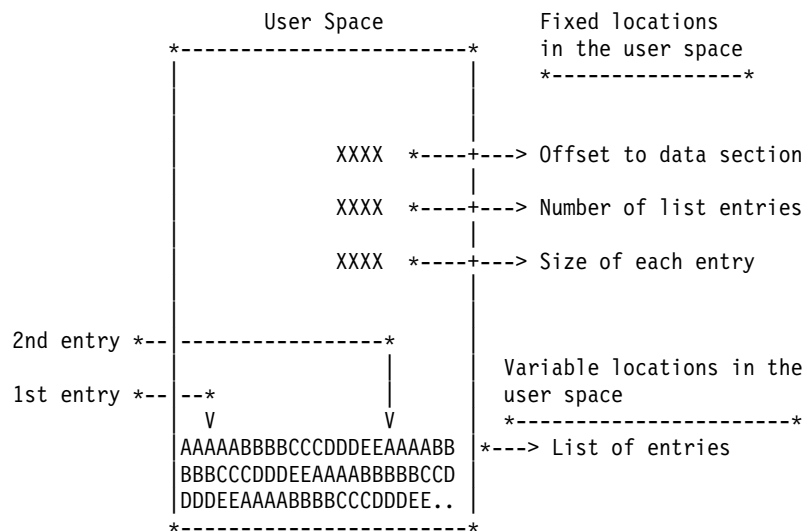 User Space Fixed locations
*-------------------------* in the user space
*----------------*
XXXX *----+---> Offset to data section
XXXX *----+---> Number of list entries
XXXX *----+---> Size of each entry
2nd entry *--|------------------*
Variable locations in the
1st entry *--|--* user space
V V *------------------------*
AAAAABBBBCCCDDDEEAAAABB *---> List of entries
BBBCCCDDDEEAAAABBBBBCCD
DDDEEAAAABBBBCCCDDDEE..
*-------------------------*